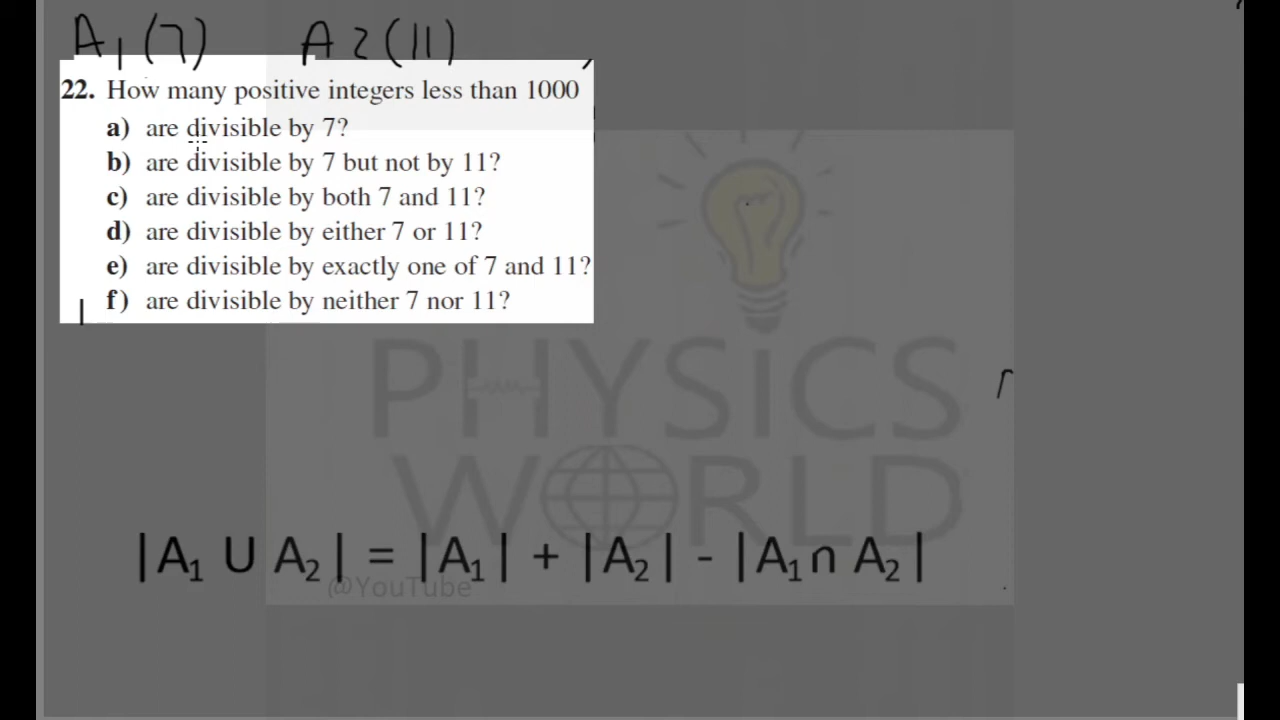 A1(7) A2(11)
22. How many positive integers less than 1000
a) are divisible by 7?
b) are divisible by 7 but not by 11?
c) are divisible by both 7 and 11?
d) are divisible by either 7 or 11?
e) are divisible by exactly one of 7 and 11?
f) are divisible by neither 7 nor 11?
PHYSiCS
WORLD
|A₁ U A₂| = |A₁| + |A₂| - |A₁∩ A₂|
@YouTube